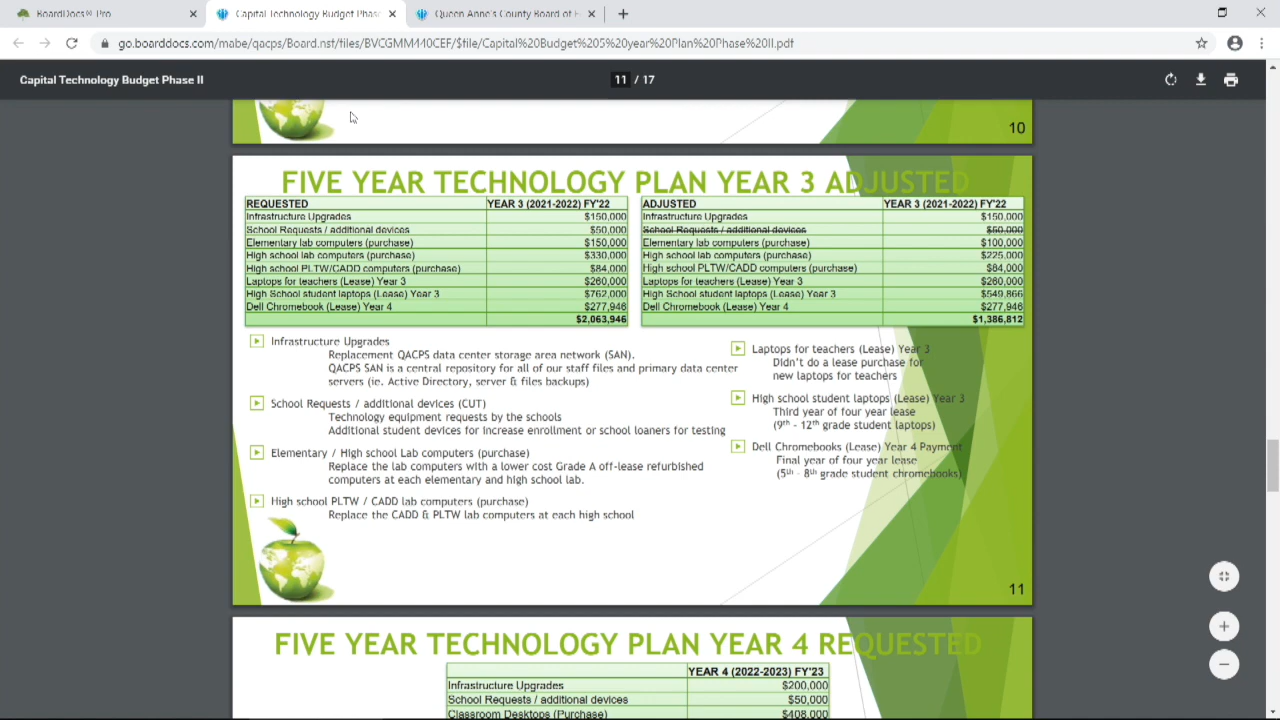 BoardDocs® Pro
Capital Technology Budget Phase
Queen Anne's County Board of E
go.boarddocs.com/mabe/qacps/Board.nsf/files/BVCGMM440CEF/$file/Capital%20Budget%205%20year%20Plan%20Phase%20II.pdf
Capital Technology Budget Phase II
11 / 17
10
FIVE YEAR TECHNOLOGY PLAN YEAR 3 ADJUSTED
REQUESTED YEAR 3 (2021-2022) FY'22
Infrastructure Upgrades $150,000
School Requests / additional devices $50,000
Elementary lab computers (purchase) $150,000
High school lab computers (purchase) $330,000
High school PLTW/CADD computers (purchase) $84,000
Laptops for teachers (Lease) Year 3 $260,000
High School student laptops (Lease) Year 3 $762,000
Dell Chromebook (Lease) Year 4 $277,946
$2,063,946
ADJUSTED YEAR 3 (2021-2022) FY'22
Infrastructure Upgrades $150,000
School Requests / additional devices $50,000
Elementary lab computers (purchase) $100,000
High school lab computers (purchase) $225,000
High school PLTW/CADD computers (purchase) $84,000
Laptops for teachers (Lease) Year 3 $260,000
High School student laptops (Lease) Year 3 $549,866
Dell Chromebook (Lease) Year 4 $277,946
$1,386,812
Infrastructure Upgrades
Replacement QACPS data center storage area network (SAN).
QACPS SAN is a central repository for all of our staff files and primary data center
servers (ie. Active Directory, server & files backups)
School Requests / additional devices (CUT)
Technology equipment requests by the schools
Additional student devices for increase enrollment or school loaners for testing
Elementary / High school Lab computers (purchase)
Replace the lab computers with a lower cost Grade A off-lease refurbished
computers at each elementary and high school lab.
High school PLTW / CADD lab computers (purchase)
Replace the CADD & PLTW lab computers at each high school
Laptops for teachers (Lease) Year 3
Didn't do a lease purchase for
new laptops for teachers
High school student laptops (Lease) Year 3
Third year of four year lease
(9th - 12th grade student laptops)
Dell Chromebooks (Lease) Year 4 Payment
Final year of four year lease
(5th - 8th grade student chromebooks)
11
FIVE YEAR TECHNOLOGY PLAN YEAR 4 REQUESTED
YEAR 4 (2022-2023) FY'23
Infrastructure Upgrades $200,000
School Requests / additional devices $50,000
Classroom Desktops (Purchase) $408,000